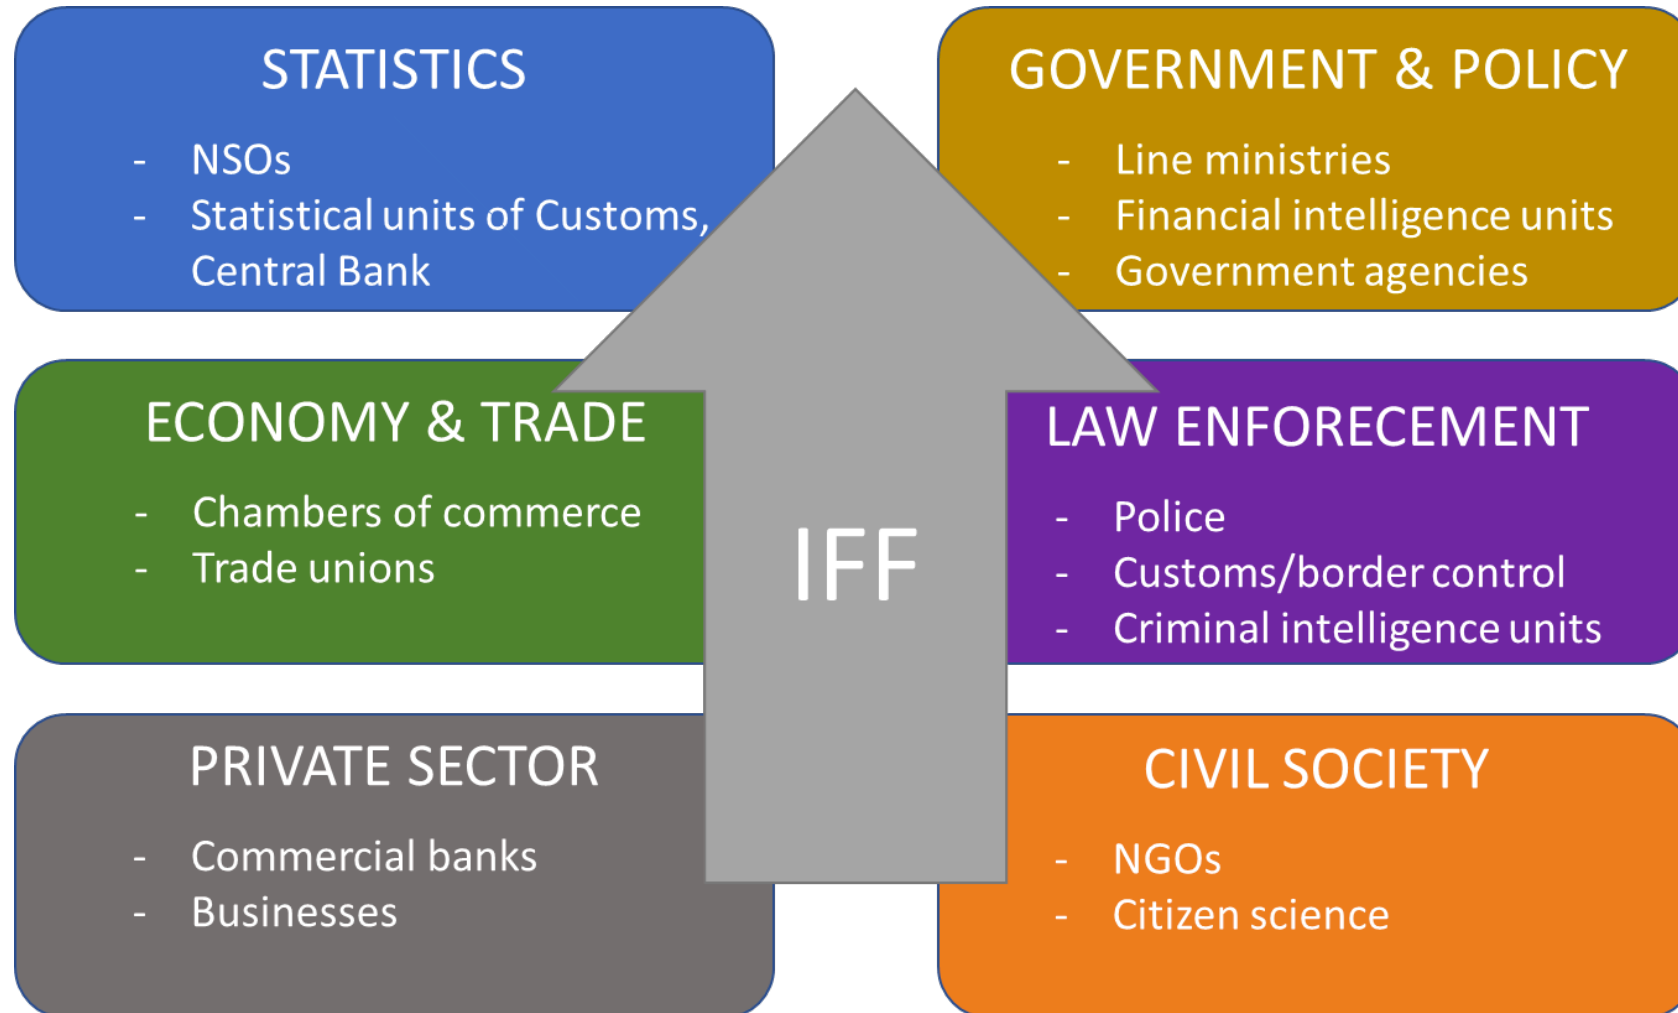 STATISTICS
- NSOs
- Statistical units of Customs,
Central Bank
GOVERNMENT & POLICY
- Line ministries
- Financial intelligence units
- Government agencies
ECONOMY & TRADE
- Chambers of commerce
- Trade unions
IFF
LAW ENFORECEMENT
- Police
- Customs/border control
- Criminal intelligence units
PRIVATE SECTOR
- Commercial banks
- Businesses
CIVIL SOCIETY
- NGOs
- Citizen science